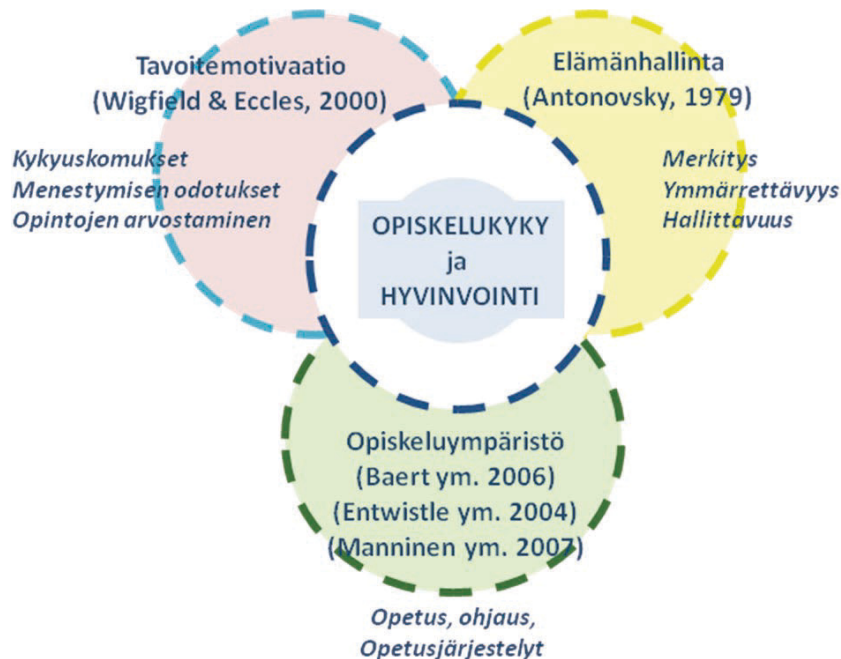 Tavoitemotivaatio
(Wigfield & Eccles, 2000)
Kykyuskomukset
Menestymisen odotukset
Opintojen arvostaminen
Elämänhallinta
(Antonovsky, 1979)
Merkitys
Ymmärrettävyys
Hallittavuus
OPISKELUKYKY
ja
HYVINVOINTI
Opiskeluympäristö
(Baert ym. 2006)
(Entwistle ym. 2004)
(Manninen ym. 2007)
Opetus, ohjaus,
Opetusjärjestelyt